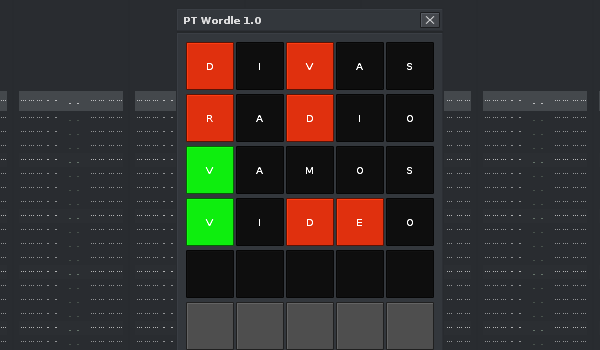 PT Wordle 1.0
D I V A S
R A D I O
V A M O S
V I D E O